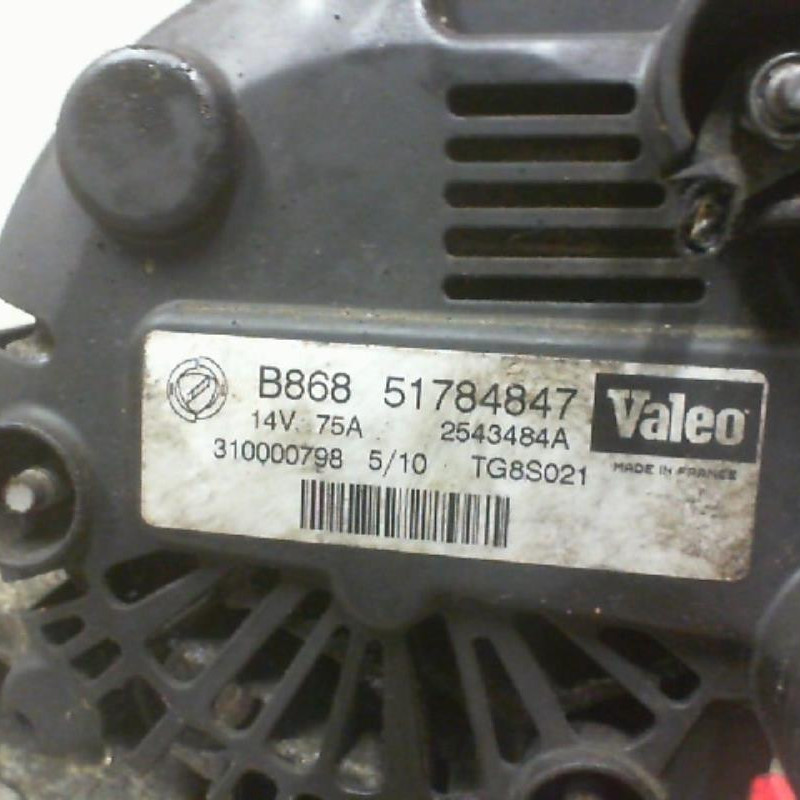 B868 51784847 Valeo
14V 75A 2543484A
310000798 5/10 TG8S021 MADE IN FRANCE